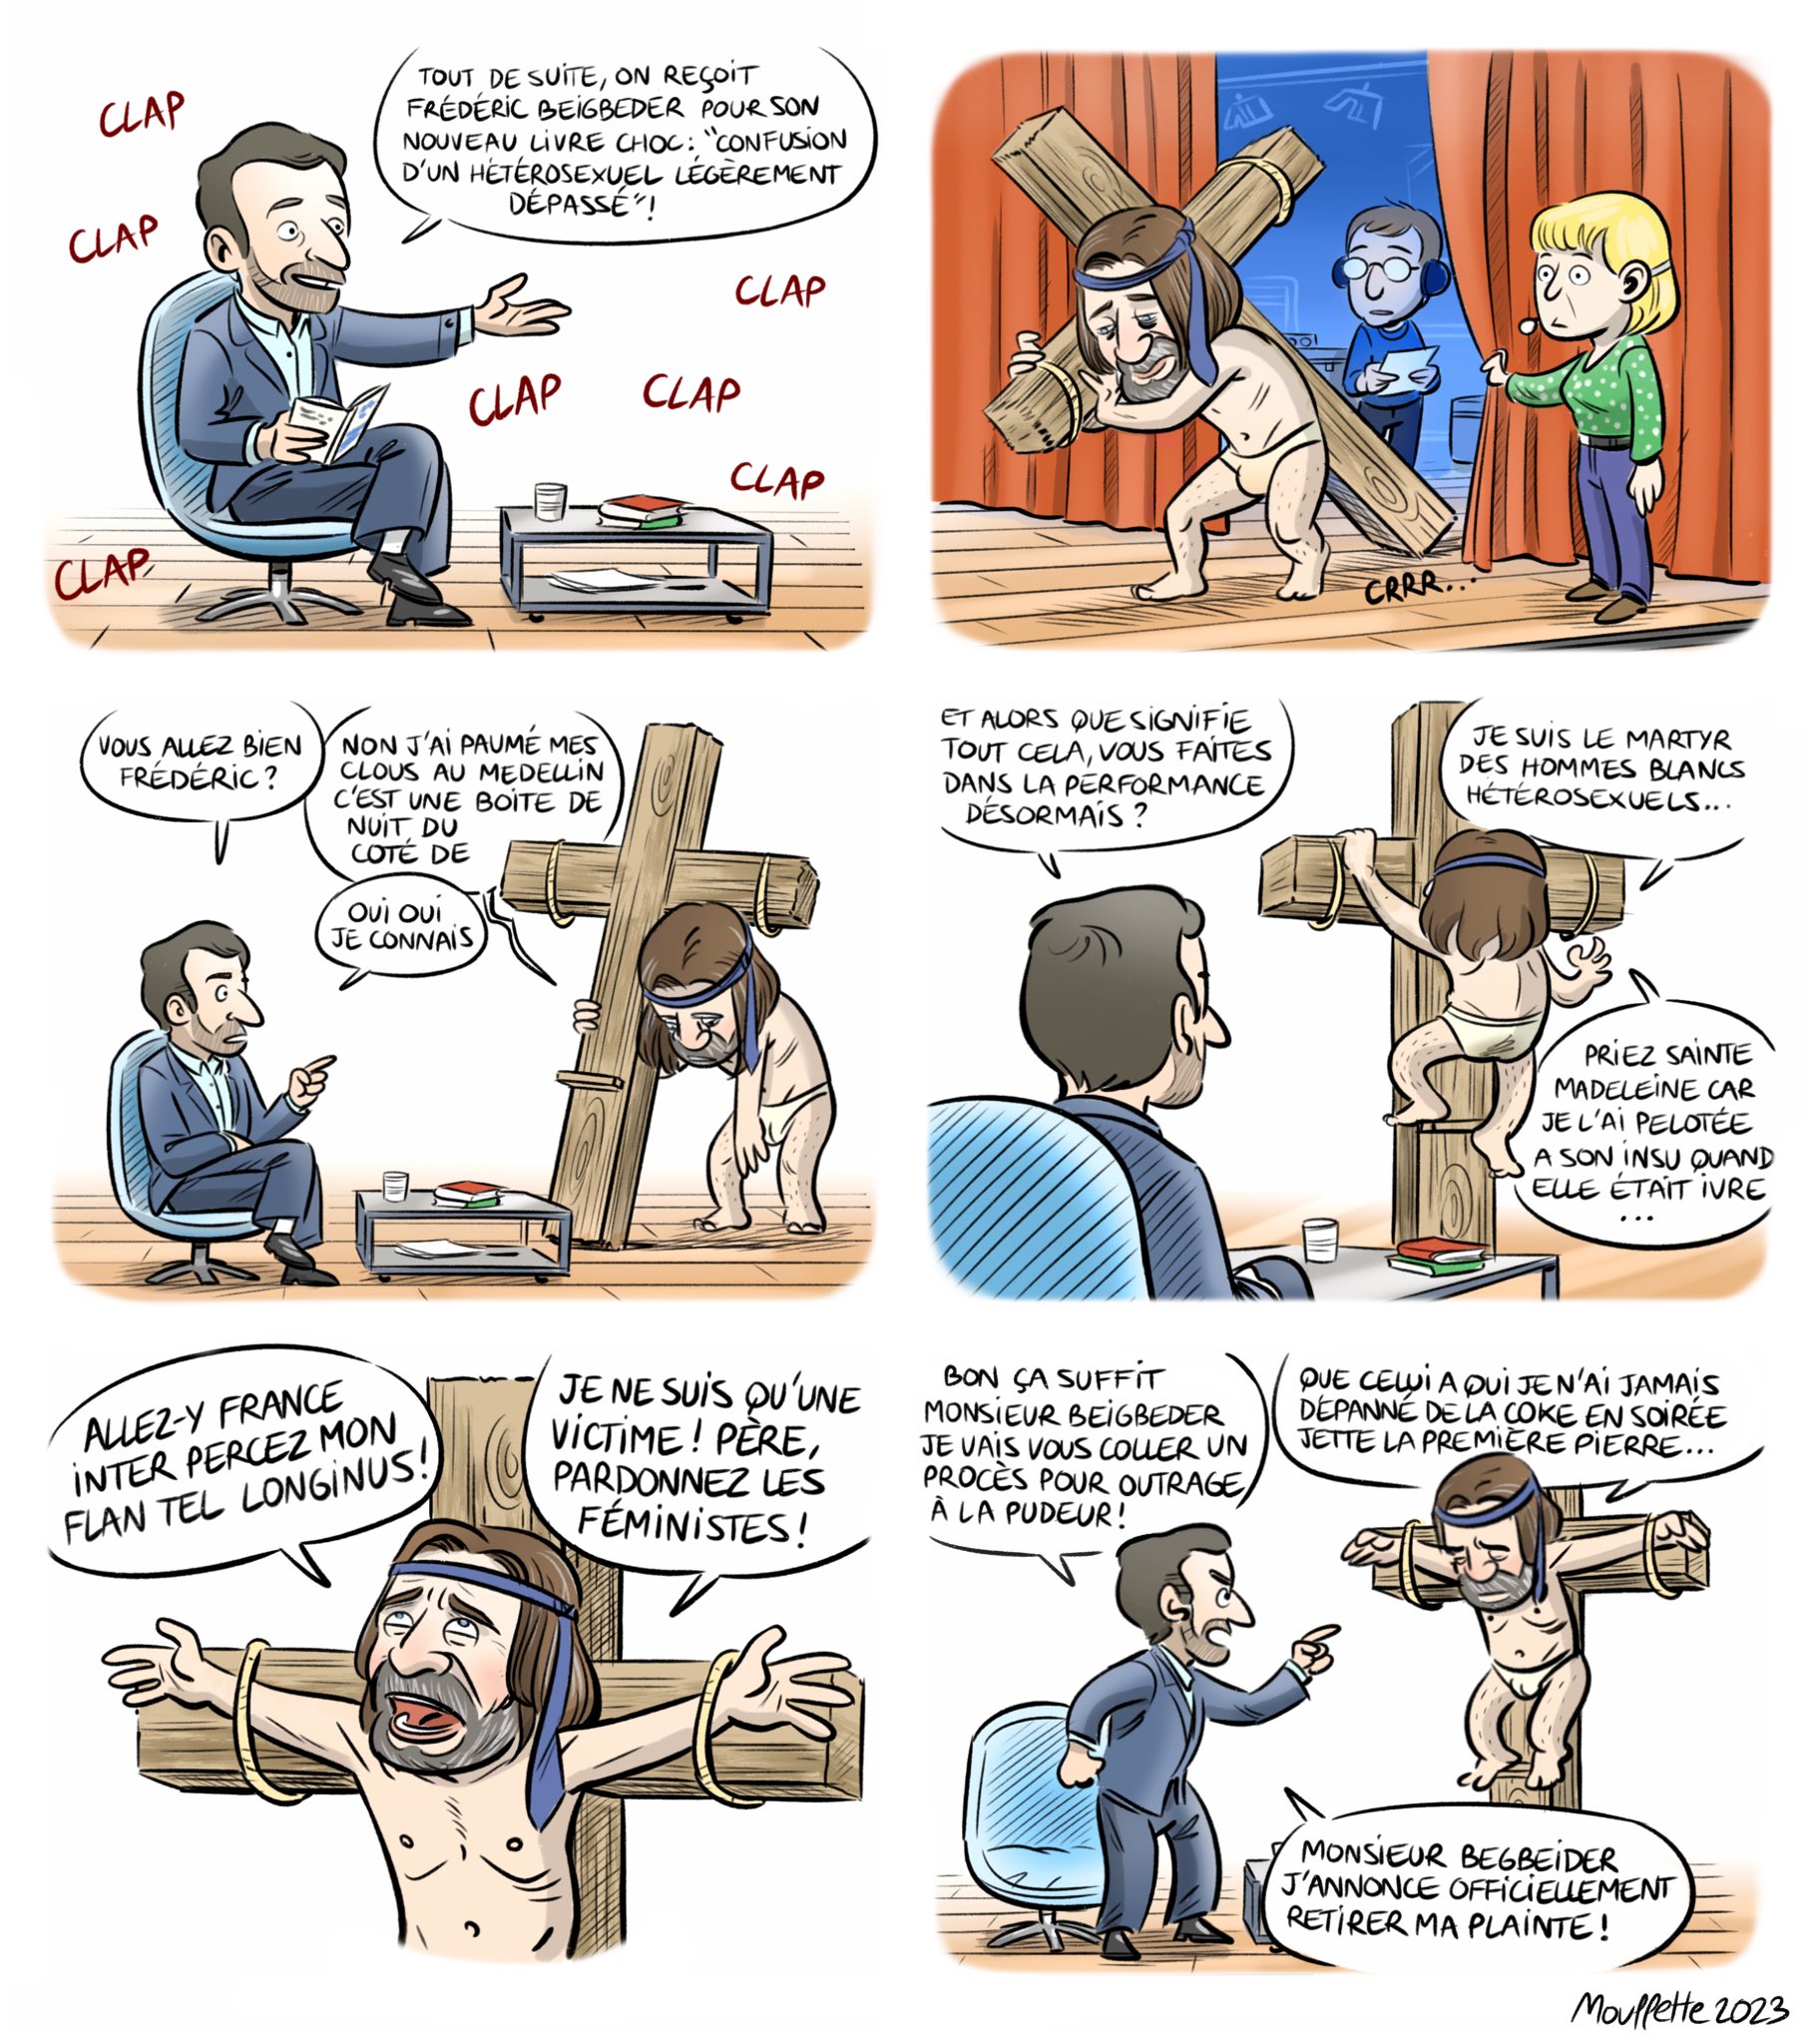 CLAP
TOUT DE SUITE, ON REÇOIT
FRÉDÉRIC BEIGBEDER POUR SON
NOUVEAU LIVRE CHOC: "CONFUSION
D'UN HÉTÉROSEXUEL LÉGÈREMENT
DÉPASSÉ"!
CLAP
CLAP
CLAP
CLAP
CLAP
CLAP
CRRR...
VOUS ALLEZ BIEN
FRÉDÉRIC?
NON J'AI PAUMÉ MES
CLOUS AU MEDELLIN
C'EST UNE BOITE DE
NUIT DU
COTÉ DE
OUI OUI
JE CONNAIS
ET ALORS QUE SIGNIFIE
TOUT CELA, VOUS FAITES
DANS LA PERFORMANCE
DÉSORMAIS?
JE SUIS LE MARTYR
DES HOMMES BLANCS
HÉTÉROSEXUELS...
PRIEZ SAINTE
MADELEINE CAR
JE L'AI PELOTÉE
A SON INSU QUAND
ELLE ÉTAIT IVRE
...
ALLEZ-Y FRANCE
INTER PERCEZ MON
FLAN TEL LONGINUS!
JE NE SUIS QU'UNE
VICTIME! PÈRE,
PARDONNEZ LES
FÉMINISTES!
BON ÇA SUFFIT
MONSIEUR BEIGBEDER
JE VAIS VOUS COLLER UN
PROCÈS POUR OUTRAGE
À LA PUDEUR!
QUE CELUI A QUI JE N'AI JAMAIS
DÉPANNÉ DE LA COKE EN SOIRÉE
JETTE LA PREMIÈRE PIERRE...
MONSIEUR BEGBEIDER
J'ANNONCE OFFICIELLEMENT
RETIRER MA PLAINTE!
Mouffette 2023